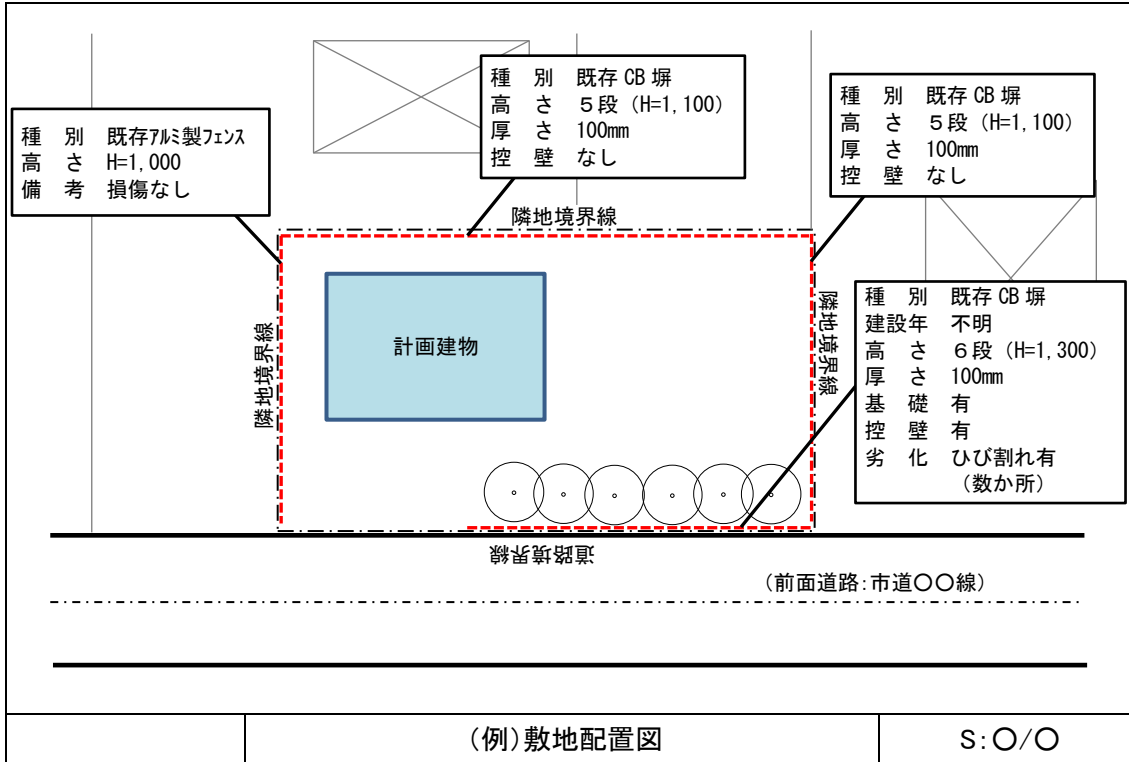 種別 既存アルミ製フェンス
高さ H=1,000
備考 損傷なし
種別 既存 CB 塀
高さ 5段 (H=1,100)
厚さ 100mm
控壁 なし
種別 既存 CB 塀
高さ 5段 (H=1,100)
厚さ 100mm
控壁 なし
隣地境界線
隣地境界線
隣地境界線
計画建物
種別 既存 CB 塀
建設年 不明
高さ 6段 (H=1,300)
厚さ 100mm
基礎 有
控壁 有
劣化 ひび割れ有
(数か所)
道路境界線
(前面道路:市道〇〇線)
(例)敷地配置図
S:〇/〇